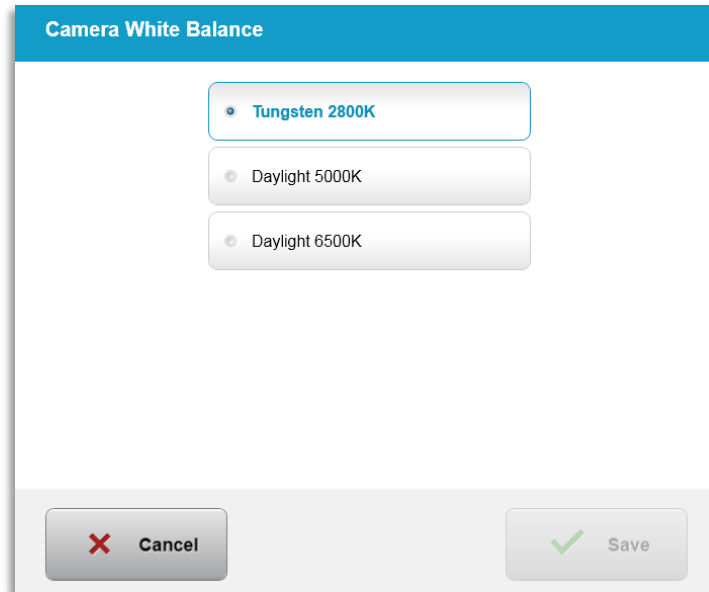 Camera White Balance
Tungsten 2800K
Daylight 5000K
Daylight 6500K
Cancel
Save